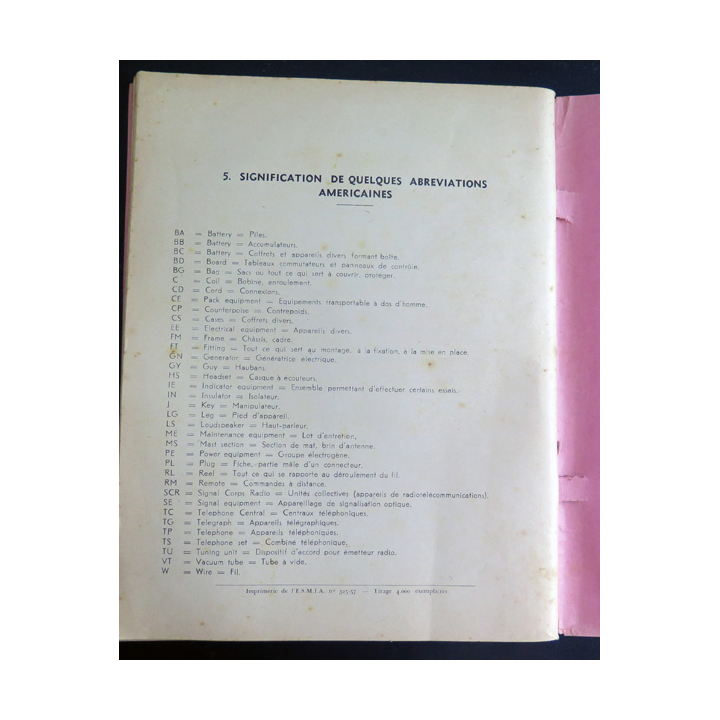 5. SIGNIFICATION DE QUELQUES ABREVIATIONS
AMERICAINES
BA = Battery = Piles.
BB = Battery = Accumulateurs.
BC = Battery = Coffrets et appareils divers formant boîte.
BD = Board = Tableaux commutateurs et panneaux de contrôle.
BG = Bag = Sacs ou tout ce qui sert à couvrir, protéger.
C = Coil = Bobine, enroulement.
CD = Cord = Connexions.
CE = Pack equipment = Equipements transportable à dos d'homme.
CP = Counterpoise = Contrepoids.
CS = Cases = Coffrets divers.
EE = Electrical equipment = Appareils divers.
FM = Frame = Châssis, cadre.
FT = Fitting = Tout ce qui sert au montage, à la fixation, à la mise en place.
GN = Generator = Génératrice électrique.
GY = Guy = Haubans.
HS = Headset = Casque à écouteurs.
IE = Indicator equipment = Ensemble permettant d'effectuer certains essais.
IN = Insulator = Isolateur.
J = Key = Manipulateur.
LG = Leg = Pied d'appareil.
LS = Loudspeaker = Haut-parleur.
ME = Maintenance equipment = Lot d'entretien.
MS = Mast section = Section de mat, brin d'antenne.
PE = Power equipment = Groupe electrogène.
PL = Plug = Fiche, partie mâle d'un connecteur.
RL = Reel = Tout ce qui se rapporte au déroulement du fil.
RM = Remote = Commandes à distance.
SCR = Signal Corps Radio = Unités collectives (appareils de radiotélécommunications).
SE = Signal equipment = Appareillage de signalisation optique.
TC = Telephone Central = Centraux téléphoniques.
TG = Telegraph = Appareils télégraphiques.
TP = Telephone = Appareils téléphoniques.
TS = Telephone set = Combiné téléphonique.
TU = Tuning unit = Dispositif d'accord pour émetteur radio.
VT = Vacuum tube = Tube à vide.
W = Wire = Fil.
Imprimerie de l'E.S.M.I.A. n° 325-57 — Tirage 4.000 exemplaires